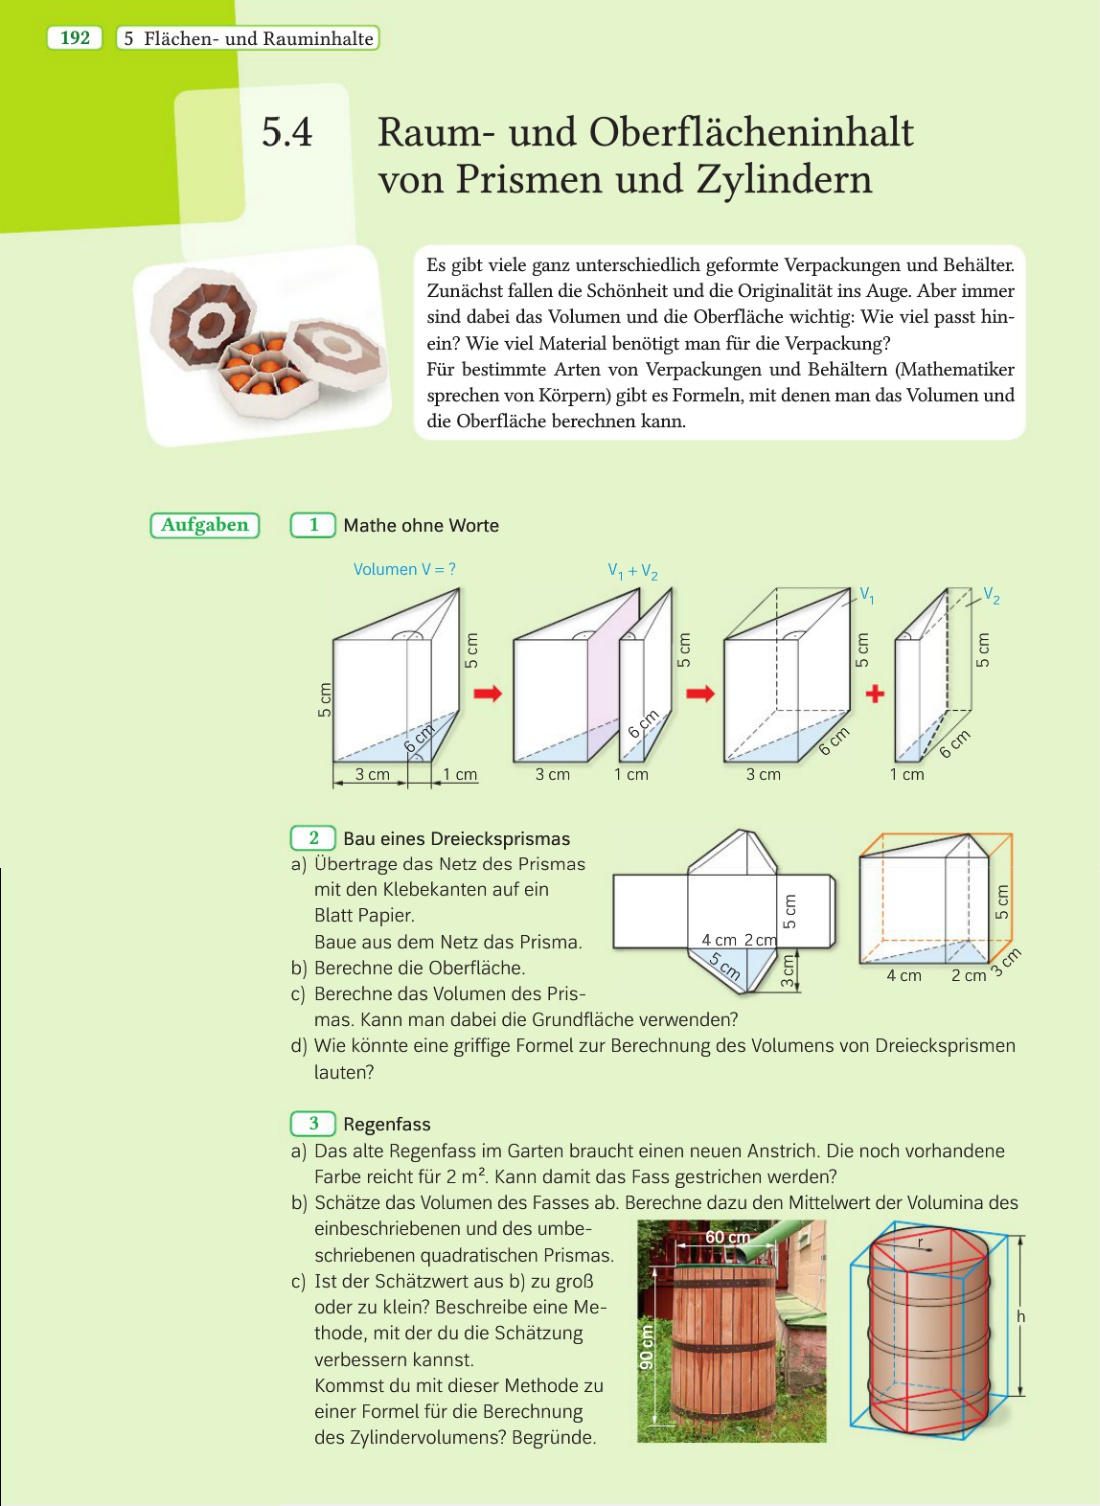 192
5 Flächen- und Rauminhalte
5.4
Raum- und Oberflächeninhalt
von Prismen und Zylindern
Es gibt viele ganz unterschiedlich geformte Verpackungen und Behälter.
Zunächst fallen die Schönheit und die Originalität ins Auge. Aber immer
sind dabei das Volumen und die Oberfläche wichtig: Wie viel passt hin-
ein? Wie viel Material benötigt man für die Verpackung?
Für bestimmte Arten von Verpackungen und Behältern (Mathematiker
sprechen von Körpern) gibt es Formeln, mit denen man das Volumen und
die Oberfläche berechnen kann.
Aufgaben
1 Mathe ohne Worte
Volumen V = ?
V₁ + V₂
V₁
V₂
5 cm
5 cm
6 cm
3 cm
1 cm
5 cm
6 cm
3 cm
1 cm
5 cm
6 cm
3 cm
5 cm
6 cm
1 cm
2 Bau eines Dreiecksprismas
a) Übertrage das Netz des Prismas
mit den Klebekanten auf ein
Blatt Papier.
Baue aus dem Netz das Prisma.
b) Berechne die Oberfläche.
c) Berechne das Volumen des Pris-
mas. Kann man dabei die Grundfläche verwenden?
d) Wie könnte eine griffige Formel zur Berechnung des Volumens von Dreiecksprismen
lauten?
4 cm
2 cm
5 cm
5 cm
3 cm
5 cm
4 cm
2 cm
3 cm
3 Regenfass
a) Das alte Regenfass im Garten braucht einen neuen Anstrich. Die noch vorhandene
Farbe reicht für 2 m². Kann damit das Fass gestrichen werden?
b) Schätze das Volumen des Fasses ab. Berechne dazu den Mittelwert der Volumina des
einbeschriebenen und des umbe-
schriebenen quadratischen Prismas.
c) Ist der Schätzwert aus b) zu groß
oder zu klein? Beschreibe eine Me-
thode, mit der du die Schätzung
verbessern kannst.
Kommst du mit dieser Methode zu
einer Formel für die Berechnung
des Zylindervolumens? Begründe.
60 cm
90 cm
r
h